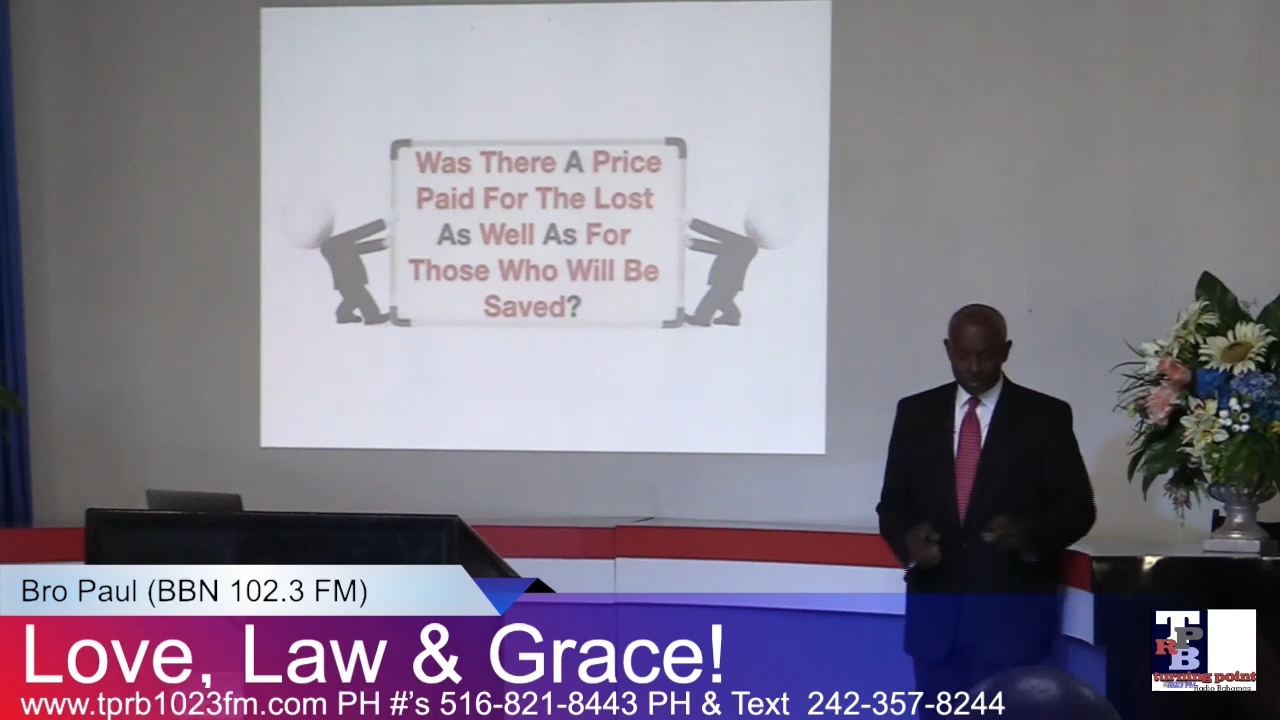 Was There A Price
Paid For The Lost
As Well As For
Those Who Will Be
Saved?
Bro Paul (BBN 102.3 FM)
Love, Law & Grace!
www.tprb1023fm.com PH #'s 516-821-8443 PH & Text 242-357-8244
TPRB
turning point
Radio Bahamas